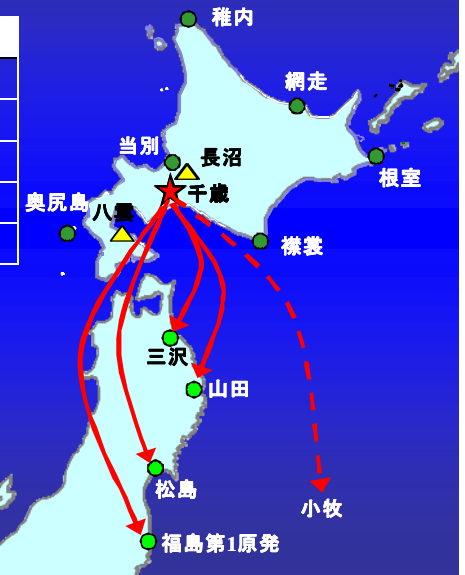 稚内
網走
当別
長沼
根室
千歳
奥尻島
八雲
襟裳
三沢
山田
松島
小牧
福島第1原発